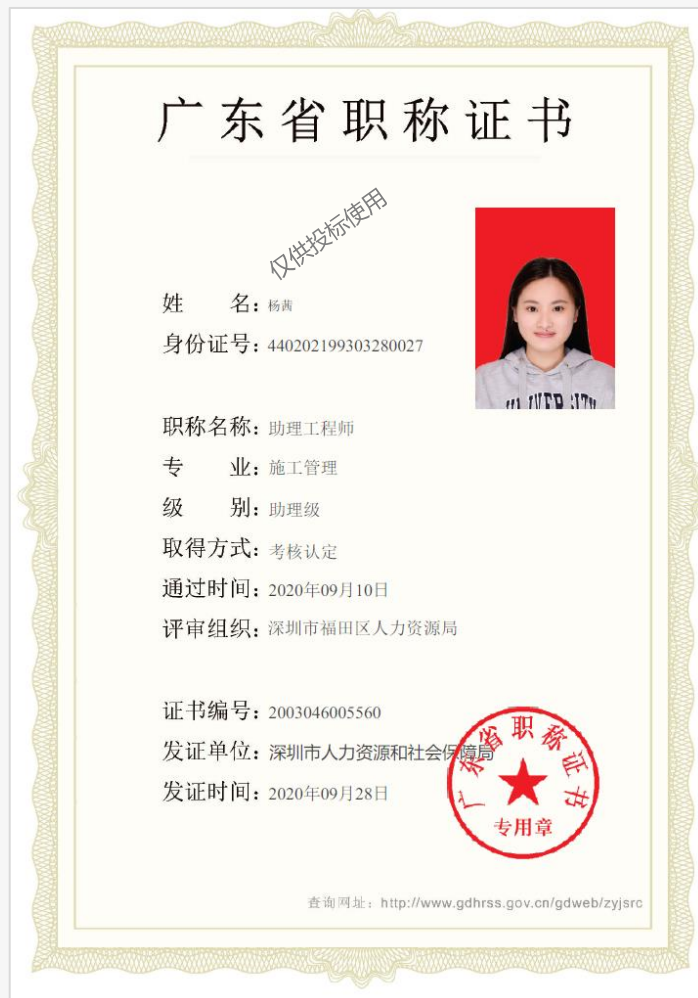 广东省职称证书
仅供投标使用
姓 名：杨茜
身份证号：440202199303280027
职称名称：助理工程师
专 业：施工管理
级 别：助理级
取得方式：考核认定
通过时间：2020年09月10日
评审组织：深圳市福田区人力资源局
证书编号：2003046005560
发证单位：深圳市人力资源和社会保障局
发证时间：2020年09月28日
广东省职称证书
专用章
查询网址：http://www.gdhrss.gov.cn/gdweb/zyjsrc